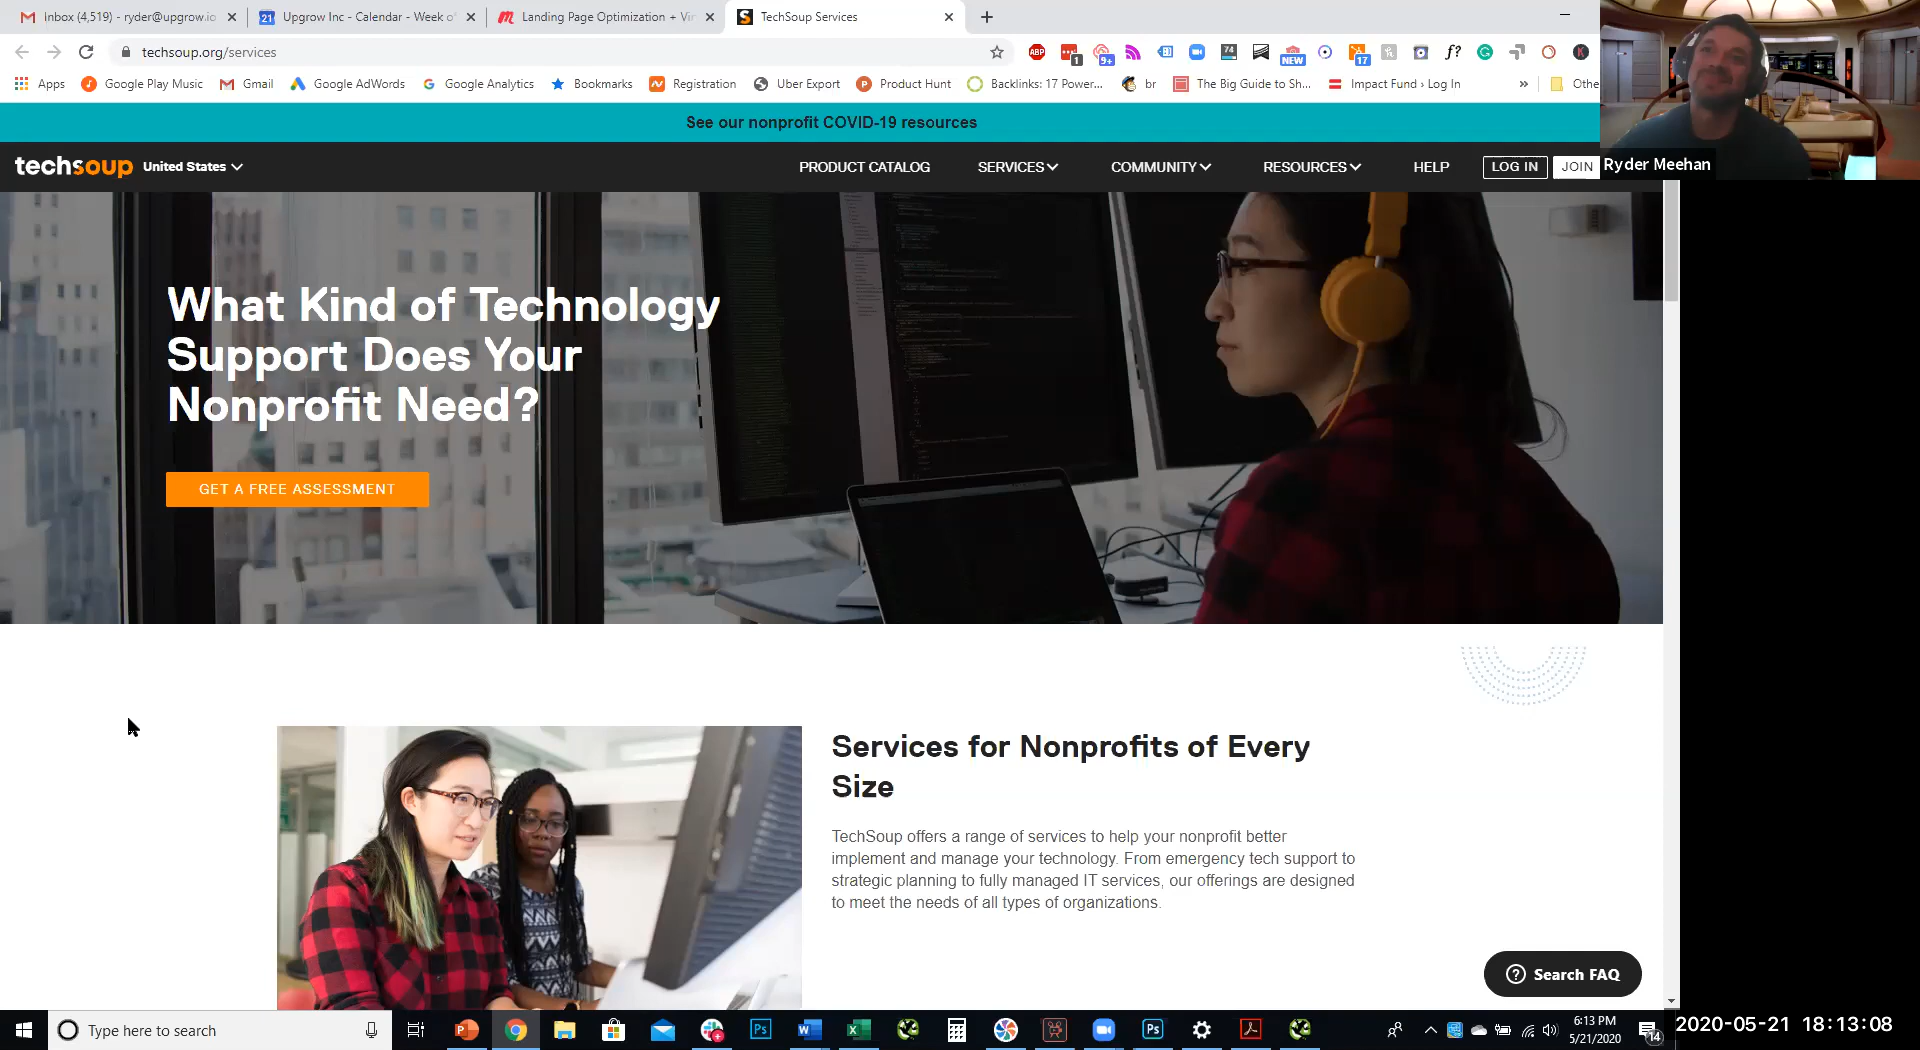 Inbox (4,519) - ryder@upgrow.io
Upgrow Inc - Calendar - Week o
Landing Page Optimization + Vir
TechSoup Services
techsoup.org/services
ABP
1
9+
74
NEW
17
f?
K
Apps
Google Play Music
Gmail
Google AdWords
Google Analytics
Bookmarks
Registration
Uber Export
Product Hunt
Backlinks: 17 Power...
br
The Big Guide to Sh...
Impact Fund › Log In
»
Othe
See our nonprofit COVID-19 resources
techsoup
United States
PRODUCT CATALOG
SERVICES
COMMUNITY
RESOURCES
HELP
LOG IN
JOIN
Ryder Meehan
What Kind of Technology
Support Does Your
Nonprofit Need?
GET A FREE ASSESSMENT
Services for Nonprofits of Every
Size
TechSoup offers a range of services to help your nonprofit better
implement and manage your technology. From emergency tech support to
strategic planning to fully managed IT services, our offerings are designed
to meet the needs of all types of organizations.
Search FAQ
Type here to search
6:13 PM
5/21/2020
14
2020-05-21 18:13:08